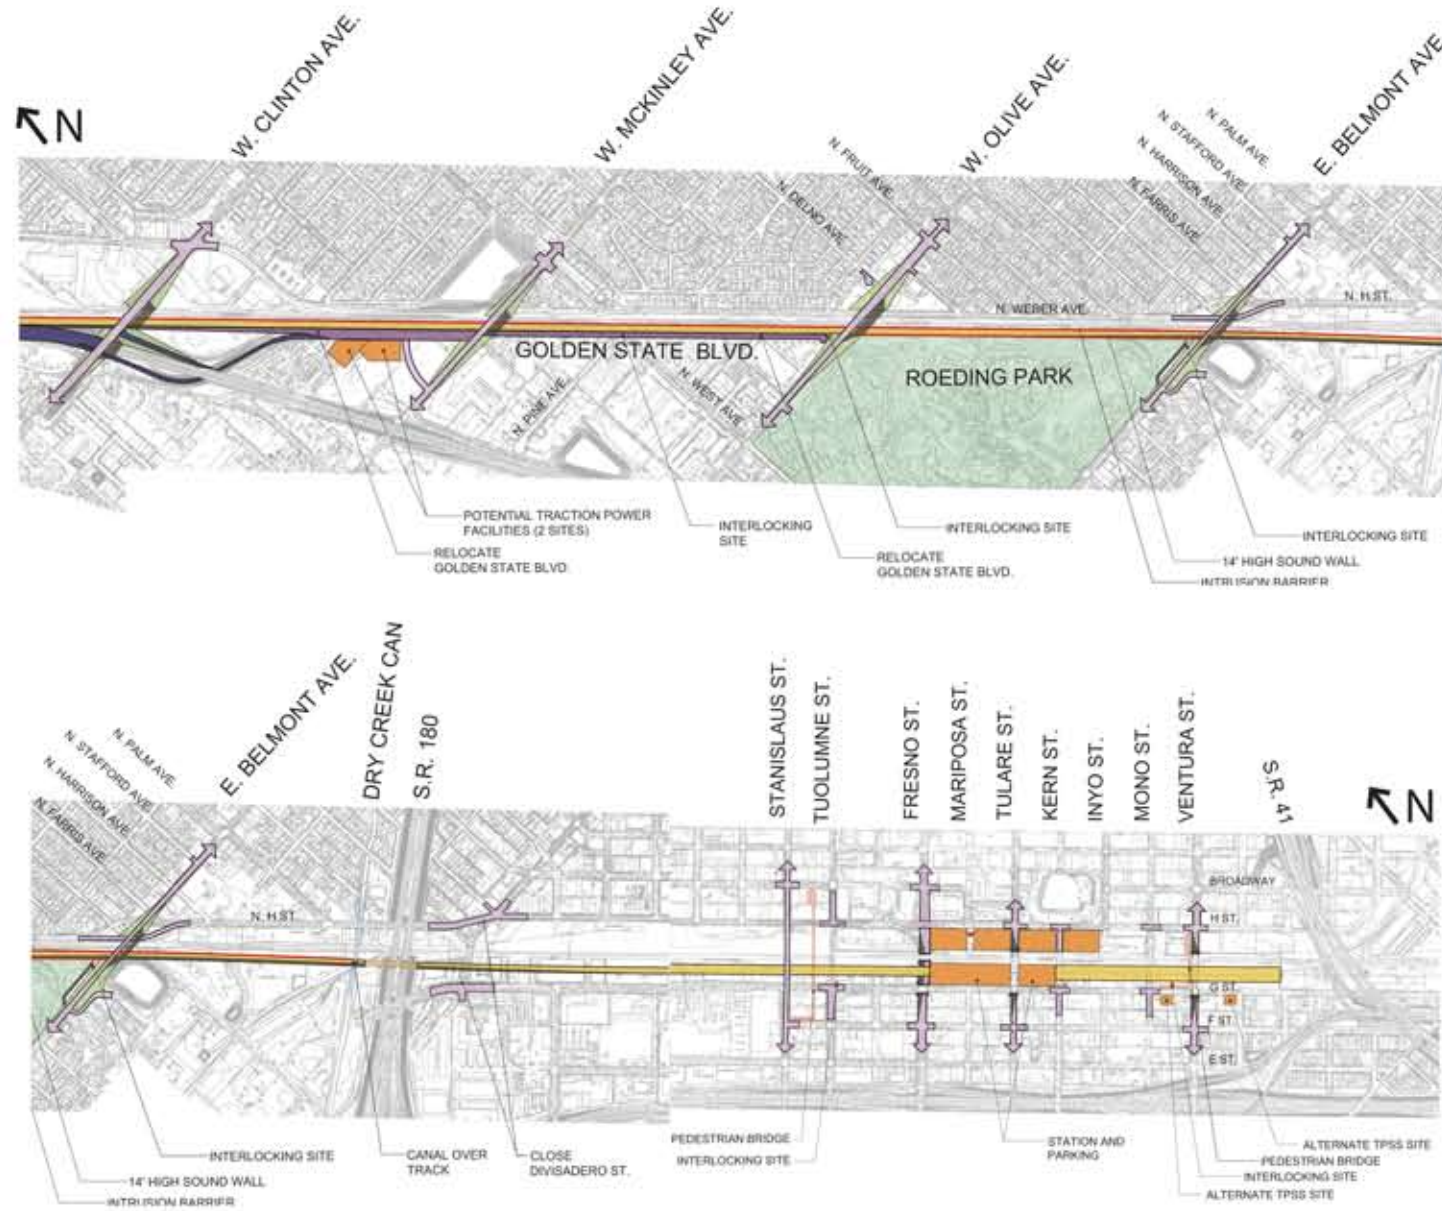 N
W. CLINTON AVE.
W. MCKINLEY AVE.
N. FRUIT AVE.
N. DELNO AVE.
W. OLIVE AVE.
N. PALM AVE.
N. STAFFORD AVE.
N. HARRISON AVE.
N. FARRIS AVE.
E. BELMONT AVE
N. H ST.
N. WEBER AVE.
GOLDEN STATE BLVD.
ROEDING PARK
N. PINE AVE.
N. WEST AVE.
POTENTIAL TRACTION POWER
FACILITIES (2 SITES)
RELOCATE
GOLDEN STATE BLVD.
INTERLOCKING
SITE
INTERLOCKING SITE
RELOCATE
GOLDEN STATE BLVD.
INTERLOCKING SITE
14' HIGH SOUND WALL
INTRUSION BARRIER
N. PALM AVE.
N. STAFFORD AVE.
N. HARRISON AVE.
N. FARRIS AVE.
E. BELMONT AVE.
DRY CREEK CAN
S.R. 180
STANISLAUS ST.
TUOLUMNE ST.
FRESNO ST.
MARIPOSA ST.
TULARE ST.
KERN ST.
INYO ST.
MONO ST.
VENTURA ST.
S.R. 41
N
BROADWAY
N. H ST.
H ST.
G ST.
F ST.
E ST.
INTERLOCKING SITE
14' HIGH SOUND WALL
INTRUSION BARRIER
CANAL OVER
TRACK
CLOSE
DIVISADERO ST.
PEDESTRIAN BRIDGE
INTERLOCKING SITE
STATION AND
PARKING
ALTERNATE TPSS SITE
PEDESTRIAN BRIDGE
INTERLOCKING SITE
ALTERNATE TPSS SITE